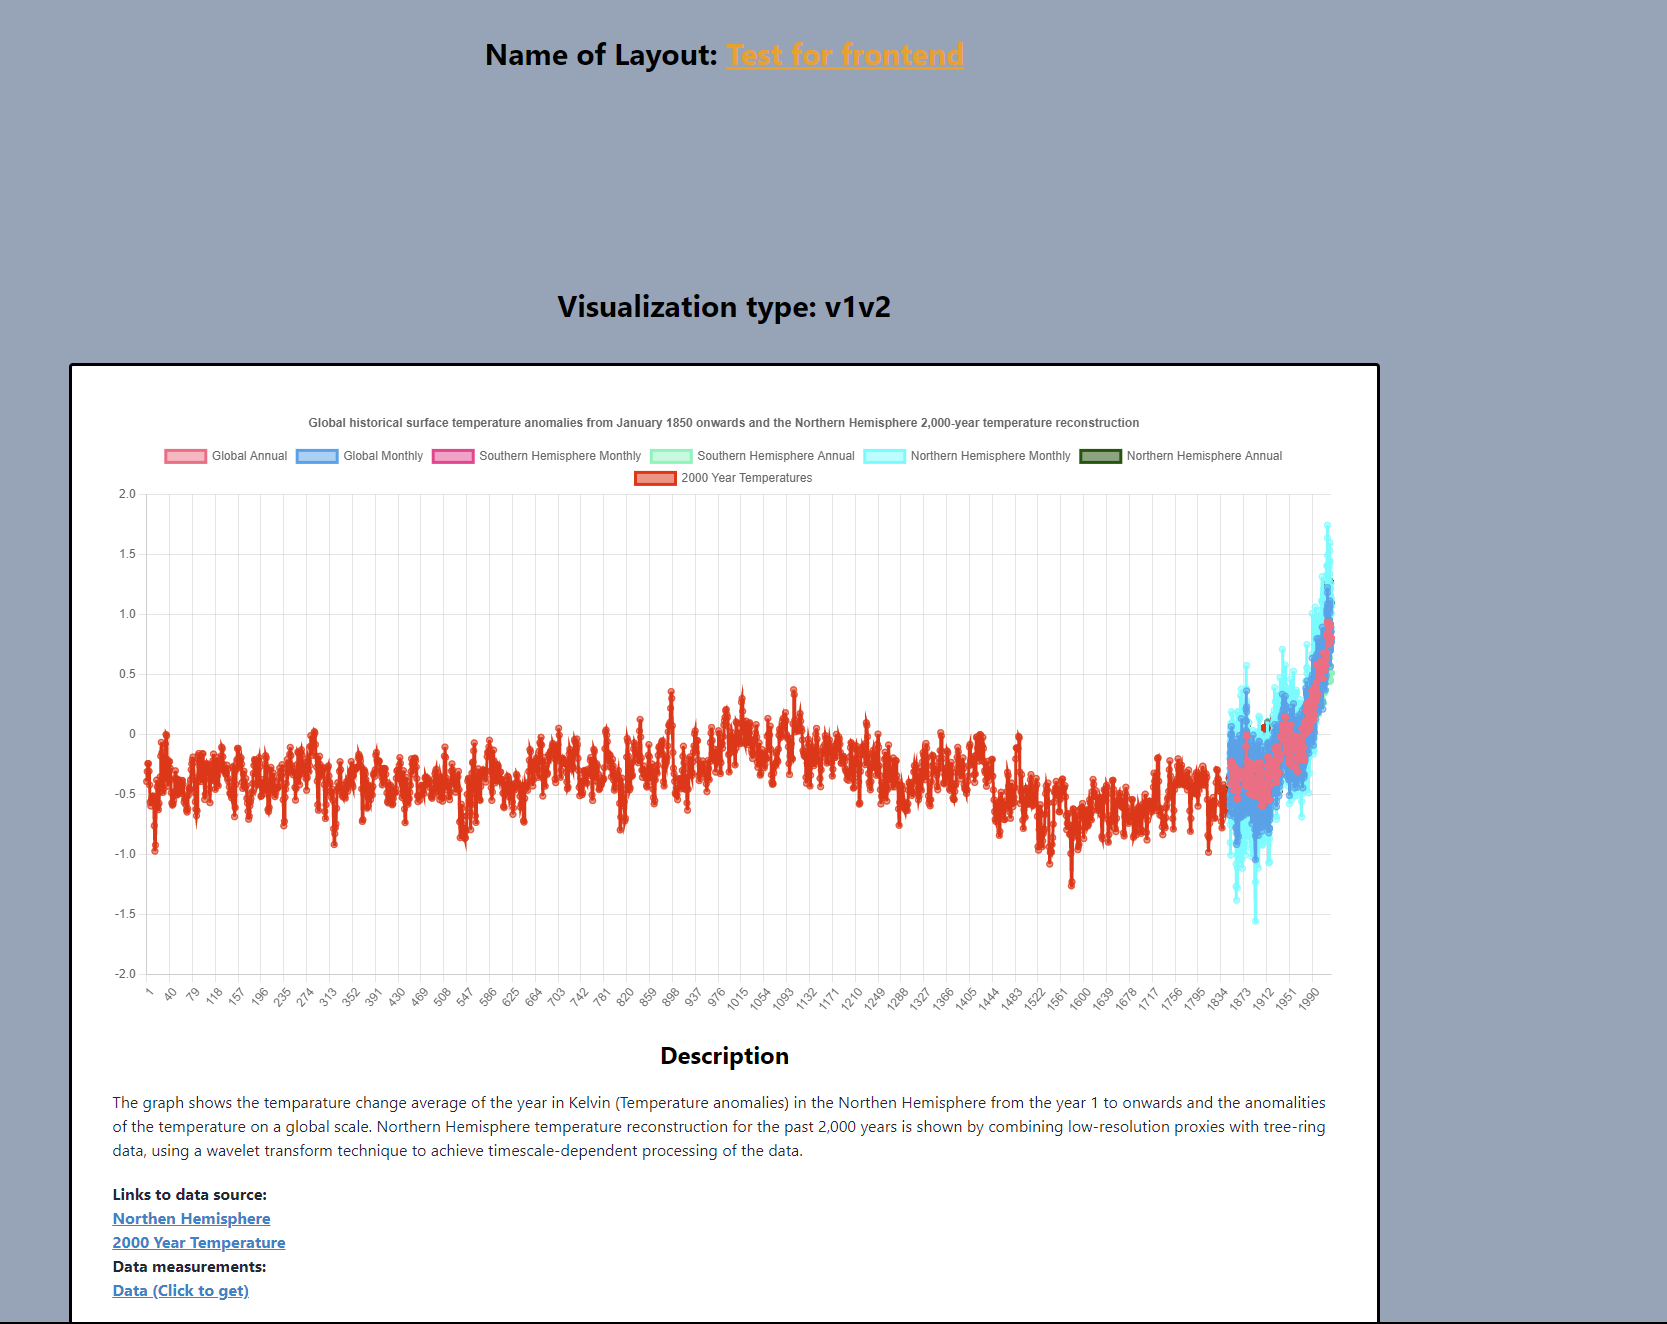 Name of Layout: Test for frontend
Visualization type: v1v2
Global historical surface temperature anomalies from January 1850 onwards and the Northern Hemisphere 2,000-year temperature reconstruction
Global Annual Global Monthly Southern Hemisphere Monthly Southern Hemisphere Annual Northern Hemisphere Monthly Northern Hemisphere Annual
2000 Year Temperatures
2.0
1.5
1.0
0.5
0
-0.5
-1.0
-1.5
-2.0
1 40 79 118 157 196 235 274 313 352 391 430 469 508 547 586 625 664 703 742 781 820 859 898 937 976 1015 1054 1093 1132 1171 1210 1249 1288 1327 1366 1405 1444 1483 1522 1561 1600 1639 1678 1717 1756 1795 1834 1873 1912 1951 1990
Description
The graph shows the temparature change average of the year in Kelvin (Temperature anomalies) in the Northen Hemisphere from the year 1 to onwards and the anomalities
of the temperature on a global scale. Northern Hemisphere temperature reconstruction for the past 2,000 years is shown by combining low-resolution proxies with tree-ring
data, using a wavelet transform technique to achieve timescale-dependent processing of the data.
Links to data source:
Northen Hemisphere
2000 Year Temperature
Data measurements:
Data (Click to get)